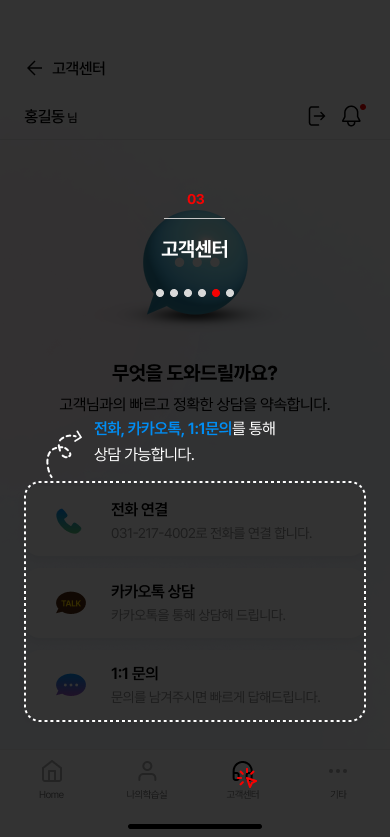 고객센터
홍길동 님
03
고객센터
무엇을 도와드릴까요?
고객님과의 빠르고 정확한 상담을 약속합니다.
전화, 카카오톡, 1:1문의를 통해
상담 가능합니다.
전화 연결
031-217-4002로 전화를 연결 합니다.
TALK
카카오톡 상담
카카오톡을 통해 상담해 드립니다.
1:1 문의
문의를 남겨주시면 빠르게 답해드립니다.
Home
나의학습실
고객센터
기타